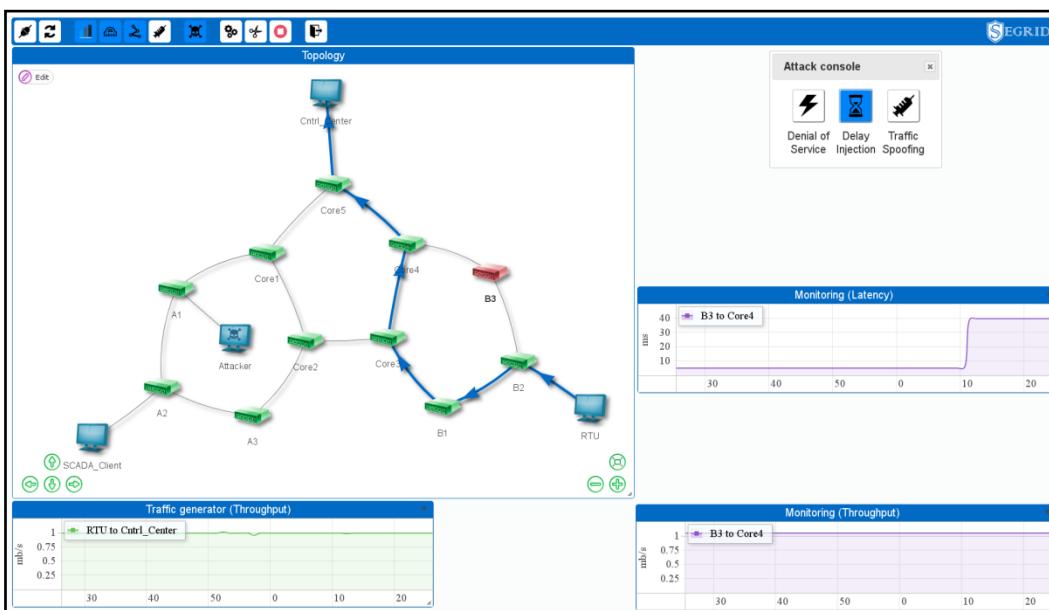 SEGRID
Topology
Edit
Cntrl_Center
Core5
Core4
Core1
B3
A1
Attacker
Core2
Core3
B2
A2
A3
B1
RTU
SCADA_Client
Attack console
Denial of Service
Delay Injection
Traffic Spoofing
Monitoring (Latency)
B3 to Core4
ms
40
30
20
10
30 40 50 0 10 20
Traffic generator (Throughput)
RTU to Cntrl_Center
mb/s
1
0.75
0.5
0.25
30 40 50 0 10 20
Monitoring (Throughput)
B3 to Core4
mb/s
1
0.75
0.5
0.25
30 40 50 0 10 20